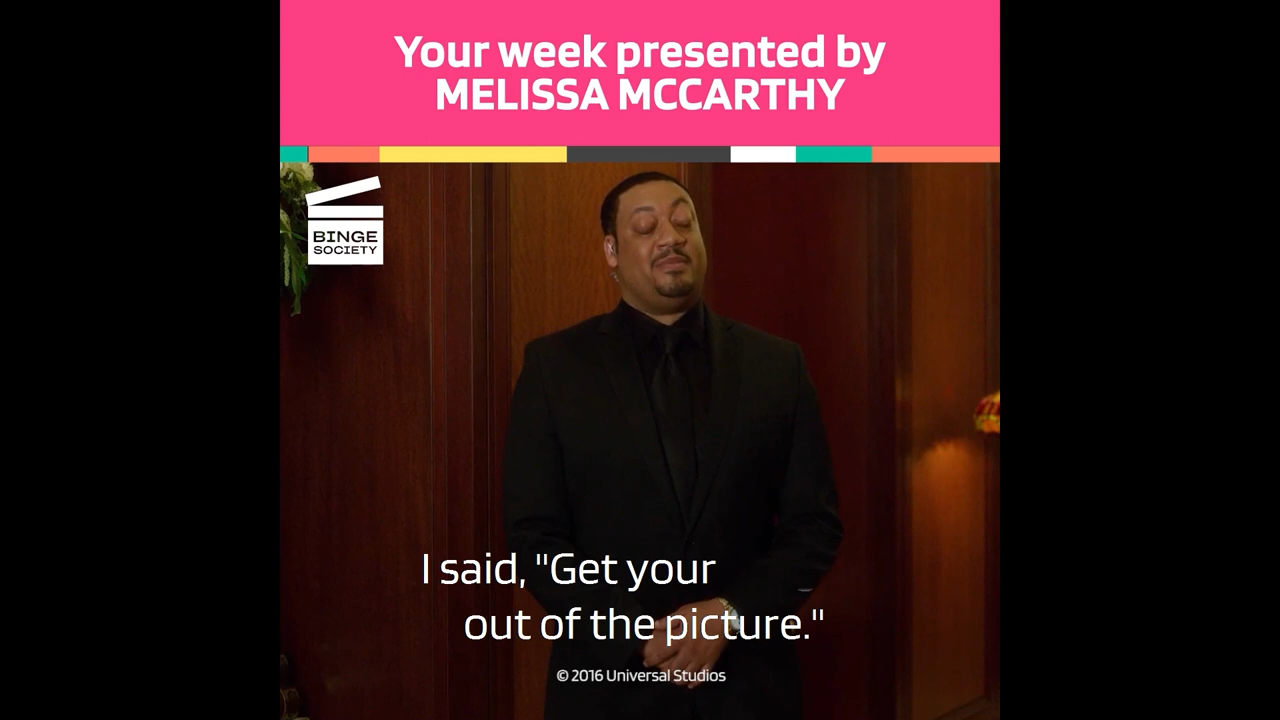 Your week presented by
MELISSA MCCARTHY
BINGE
SOCIETY
I said, "Get your
out of the picture."
© 2016 Universal Studios